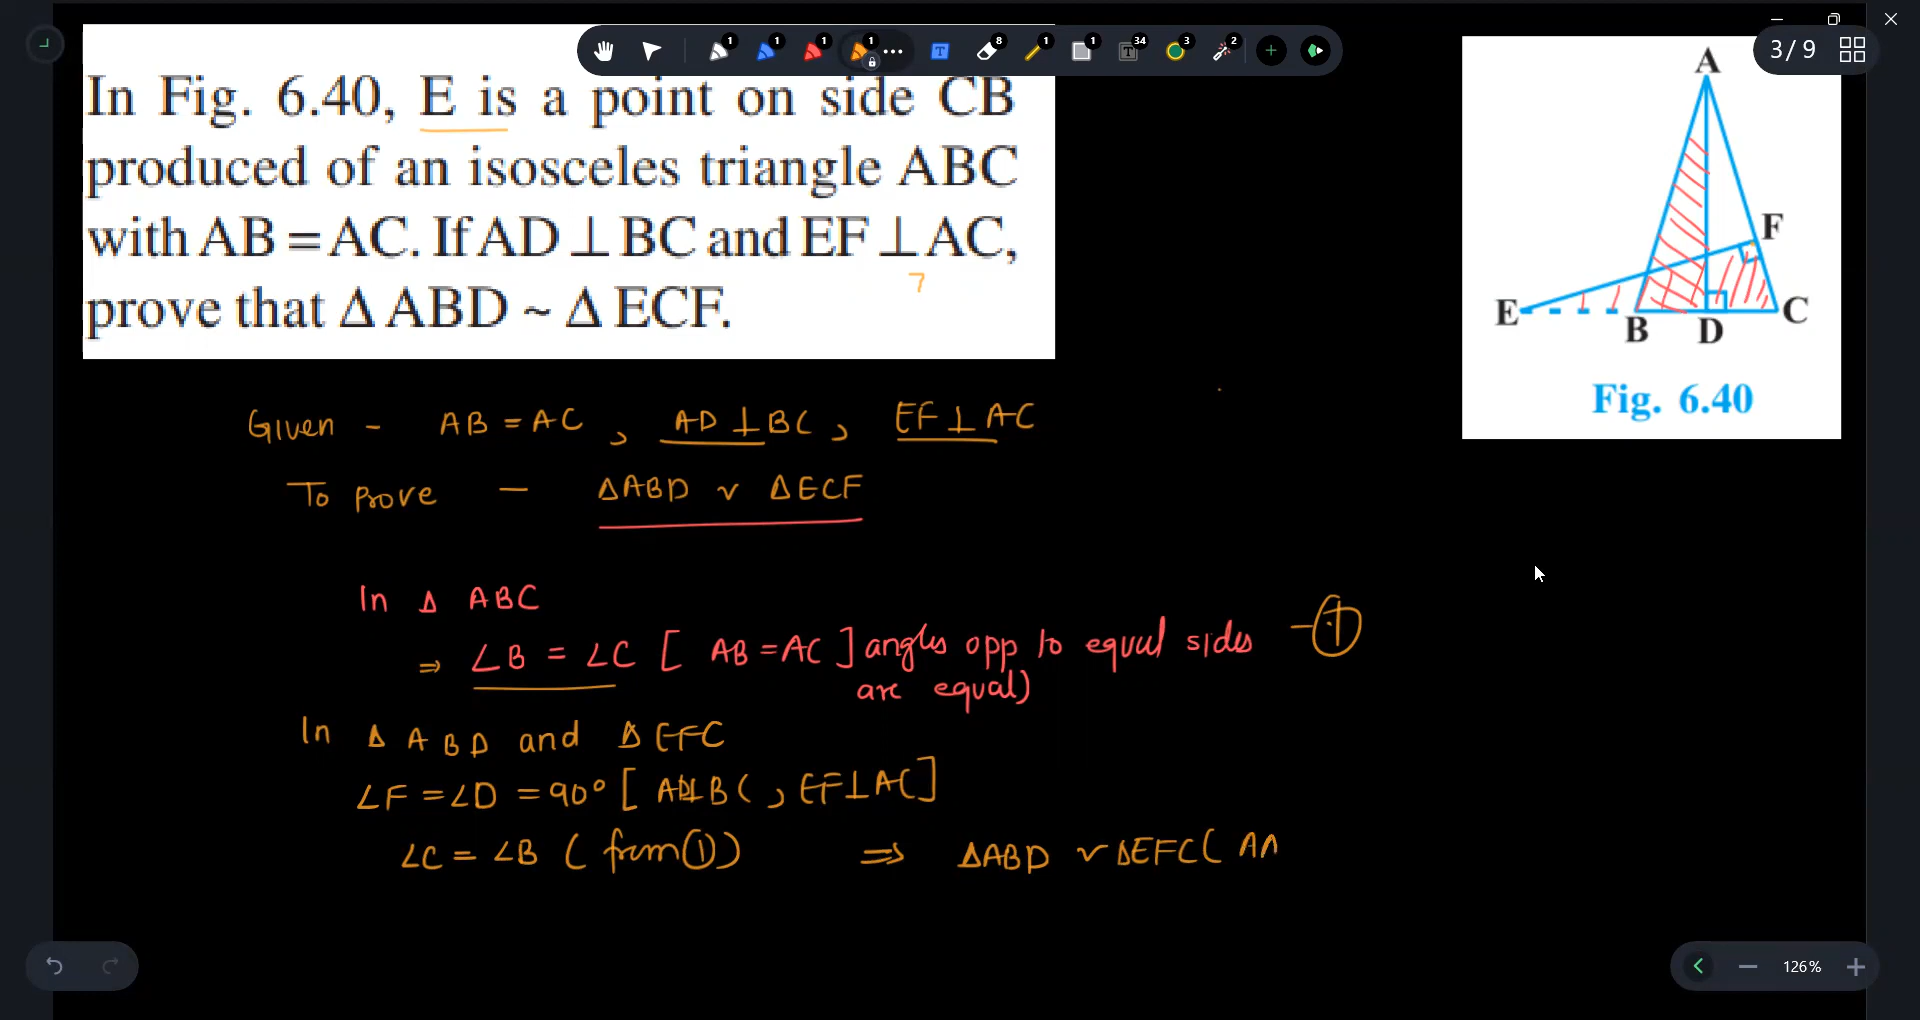 3/9
In Fig. 6.40, E is a point on side CB
produced of an isosceles triangle ABC
with AB = AC. If AD ⊥ BC and EF ⊥ AC,
prove that Δ ABD ~ Δ ECF.
7
A
F
E
B
D
C
Fig. 6.40
Given - AB = AC , AD ⊥ BC , EF ⊥ AC
To prove - ΔABD ~ ΔECF
In Δ ABC
⇒ ∠B = ∠C [ AB = AC ] angles opp to equal sides - ①
are equal)
In Δ ABD and Δ EFC
∠F = ∠D = 90° [ AD⊥BC , EF⊥AC ]
∠C = ∠B ( from ① ) ⇒ ΔABD ~ ΔEFC ( AA
126%